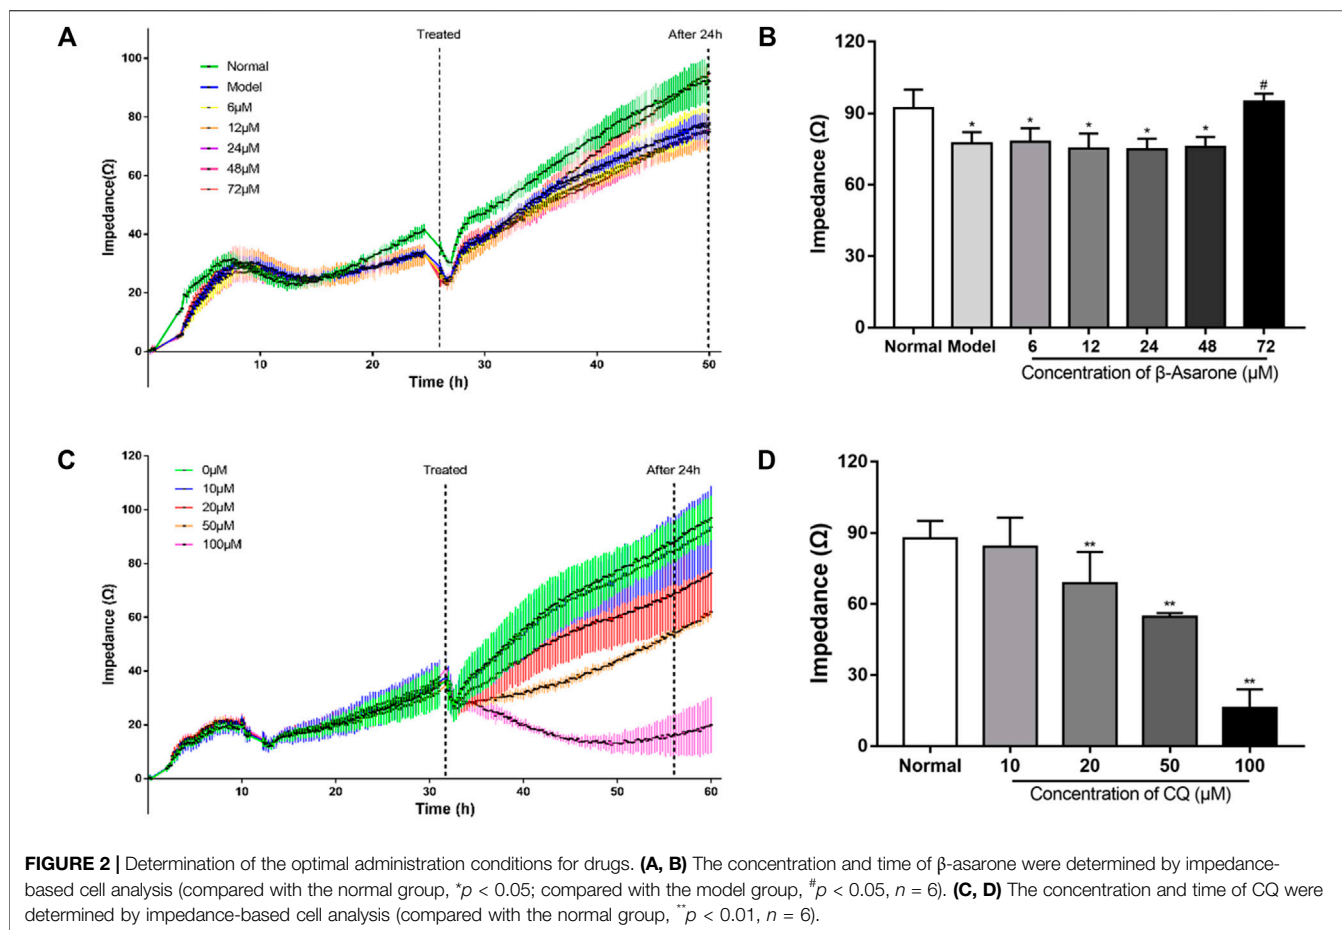 A
Treated
After 24h
Normal
Model
6μM
12μM
24μM
48μM
72μM
Impedance(Ω)
100
80
60
40
20
0
10
20
30
40
50
Time (h)
B
Impedance (Ω)
120
90
60
30
0
*
*
*
*
*
#
Normal Model 6 12 24 48 72
Concentration of β-Asarone (μM)
C
Treated
After 24h
0μM
10μM
20μM
50μM
100μM
Impedance (Ω)
120
100
80
60
40
20
0
10
20
30
40
50
60
Time (h)
D
Impedance (Ω)
120
90
60
30
0
**
**
**
Normal 10 20 50 100
Concentration of CQ (μM)
FIGURE 2 | Determination of the optimal administration conditions for drugs. (A, B) The concentration and time of β-asarone were determined by impedance-
based cell analysis (compared with the normal group, *p < 0.05; compared with the model group, #p < 0.05, n = 6). (C, D) The concentration and time of CQ were
determined by impedance-based cell analysis (compared with the normal group, **p < 0.01, n = 6).